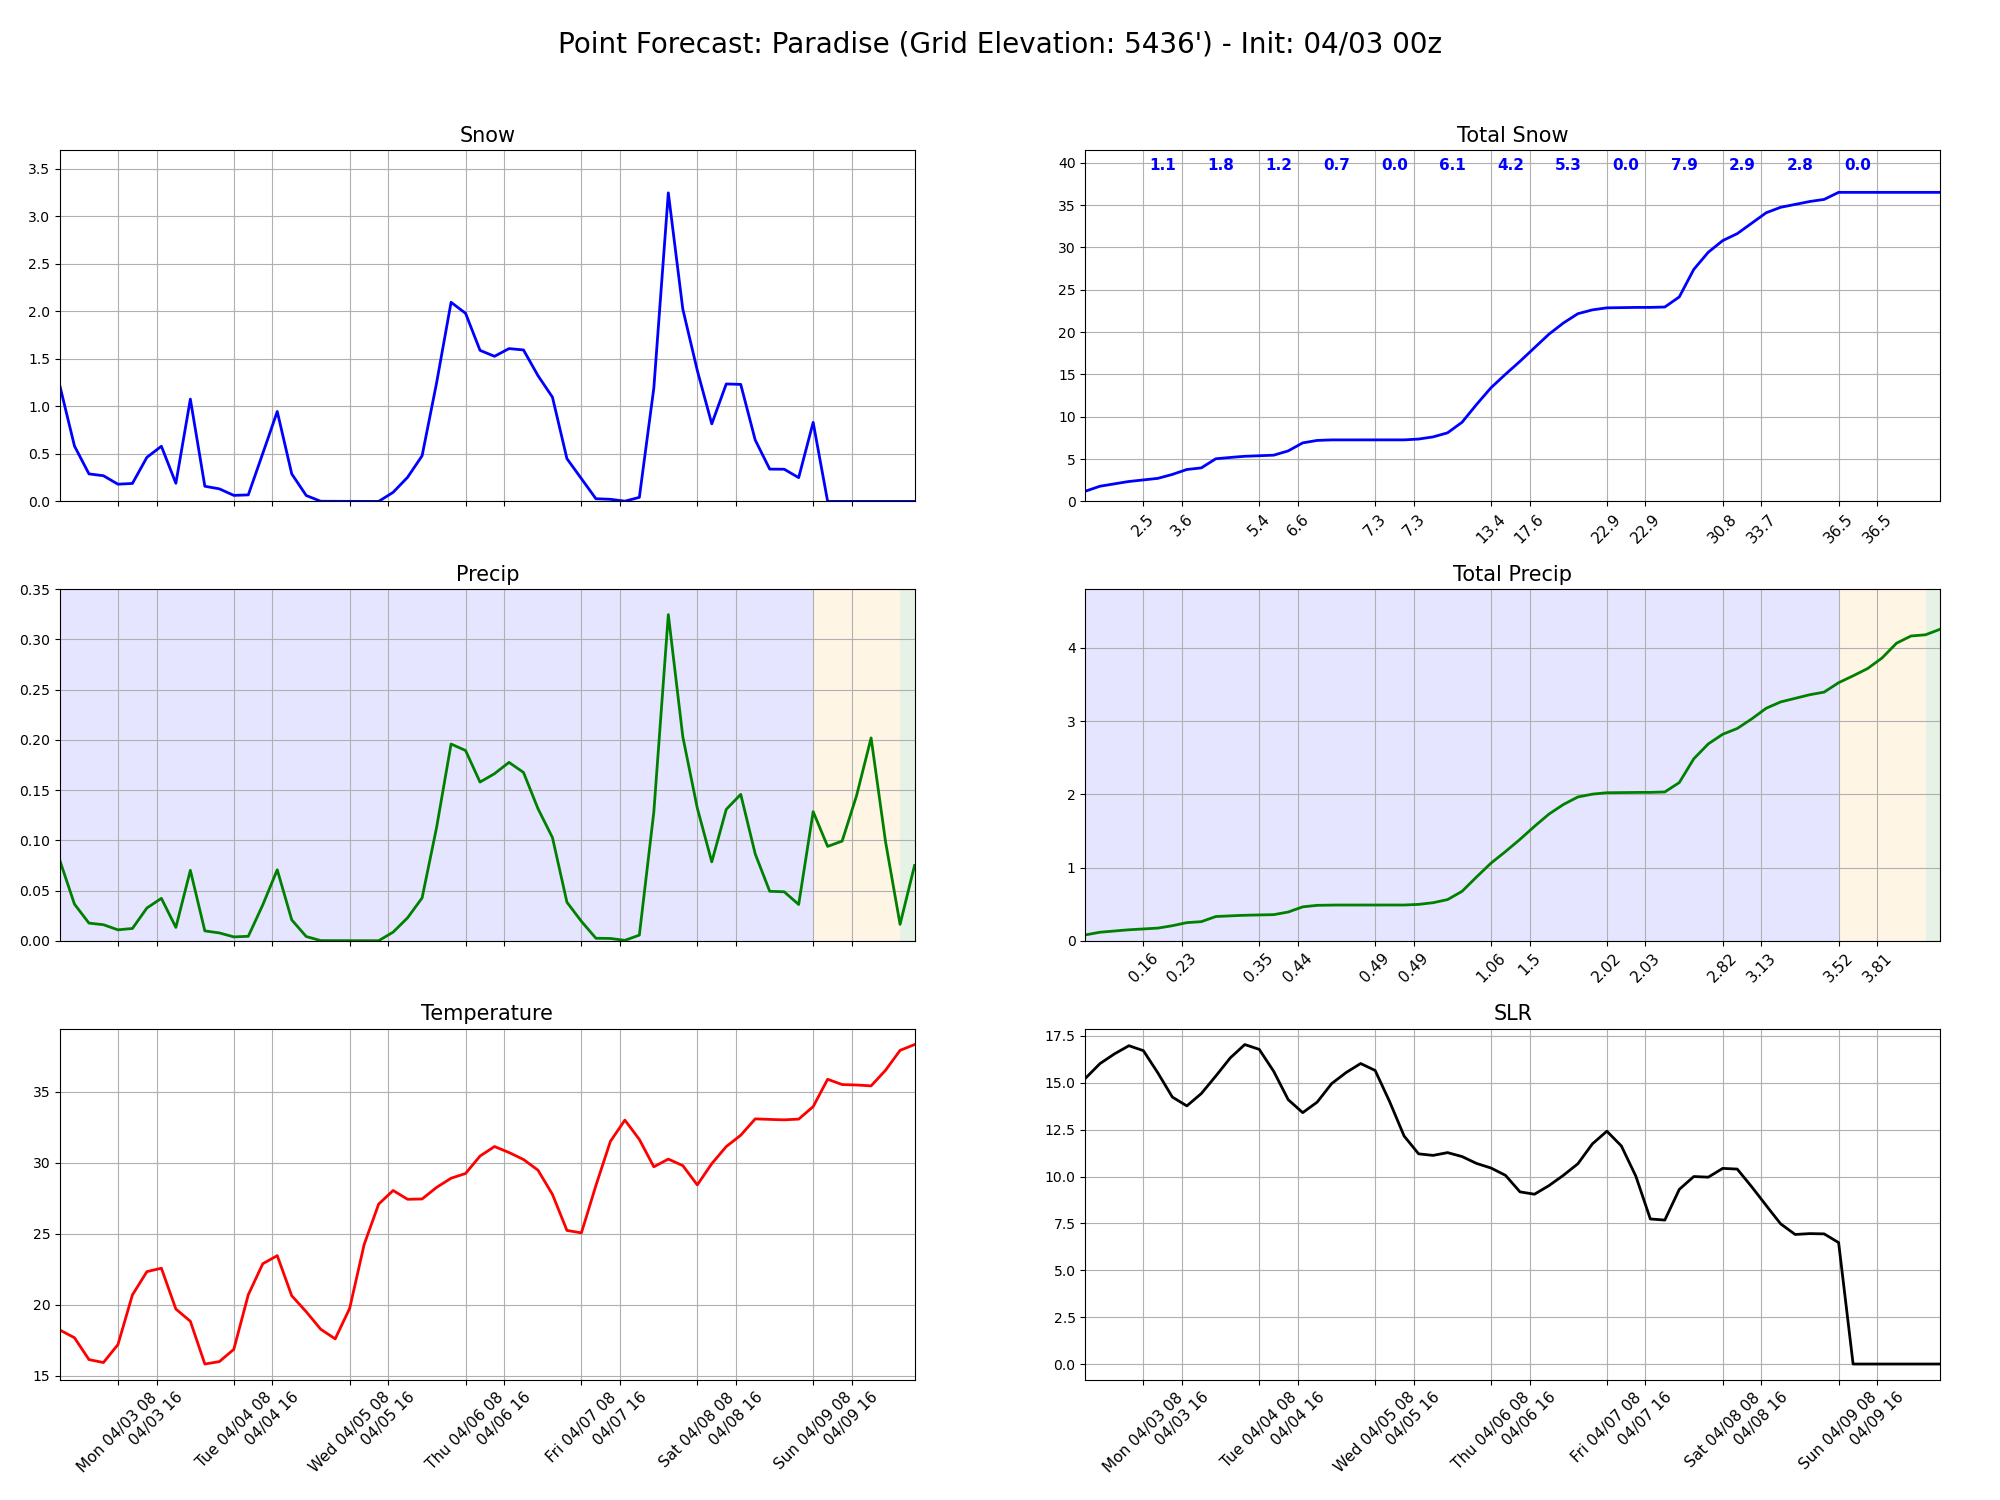 Point Forecast: Paradise (Grid Elevation: 5436') - Init: 04/03 00z
Snow
3.5
3.0
2.5
2.0
1.5
1.0
0.5
0.0
Total Snow
1.1 1.8 1.2 0.7 0.0 6.1 4.2 5.3 0.0 7.9 2.9 2.8 0.0
40
35
30
25
20
15
10
5
0
2.5 3.6 5.4 6.6 7.3 7.3 13.4 17.6 22.9 22.9 30.8 33.7 36.5 36.5
Precip
0.35
0.30
0.25
0.20
0.15
0.10
0.05
0.00
Total Precip
4
3
2
1
0
0.16 0.23 0.35 0.44 0.49 0.49 1.06 1.5 2.02 2.03 2.82 3.13 3.52 3.81
Temperature
35
30
25
20
15
Mon 04/03 08
04/03 16
Tue 04/04 08
04/04 16
Wed 04/05 08
04/05 16
Thu 04/06 08
04/06 16
Fri 04/07 08
04/07 16
Sat 04/08 08
04/08 16
Sun 04/09 08
04/09 16
SLR
17.5
15.0
12.5
10.0
7.5
5.0
2.5
0.0
Mon 04/03 08
04/03 16
Tue 04/04 08
04/04 16
Wed 04/05 08
04/05 16
Thu 04/06 08
04/06 16
Fri 04/07 08
04/07 16
Sat 04/08 08
04/08 16
Sun 04/09 08
04/09 16